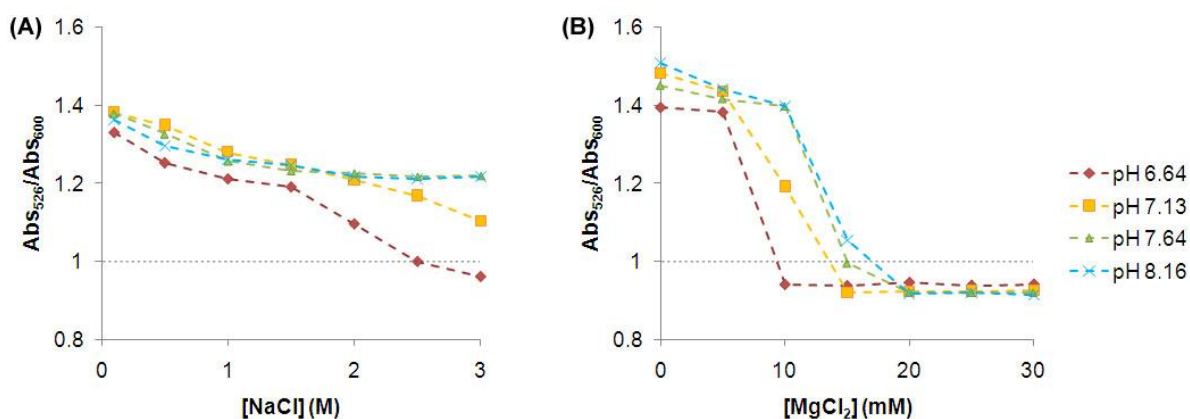 (A)
1.6
1.4
1.2
1
0.8
Abs526/Abs600
0 1 2 3
[NaCl] (M)
(B)
1.6
1.4
1.2
1
0.8
Abs526/Abs600
0 10 20 30
[MgCl2] (mM)
pH 6.64
pH 7.13
pH 7.64
pH 8.16